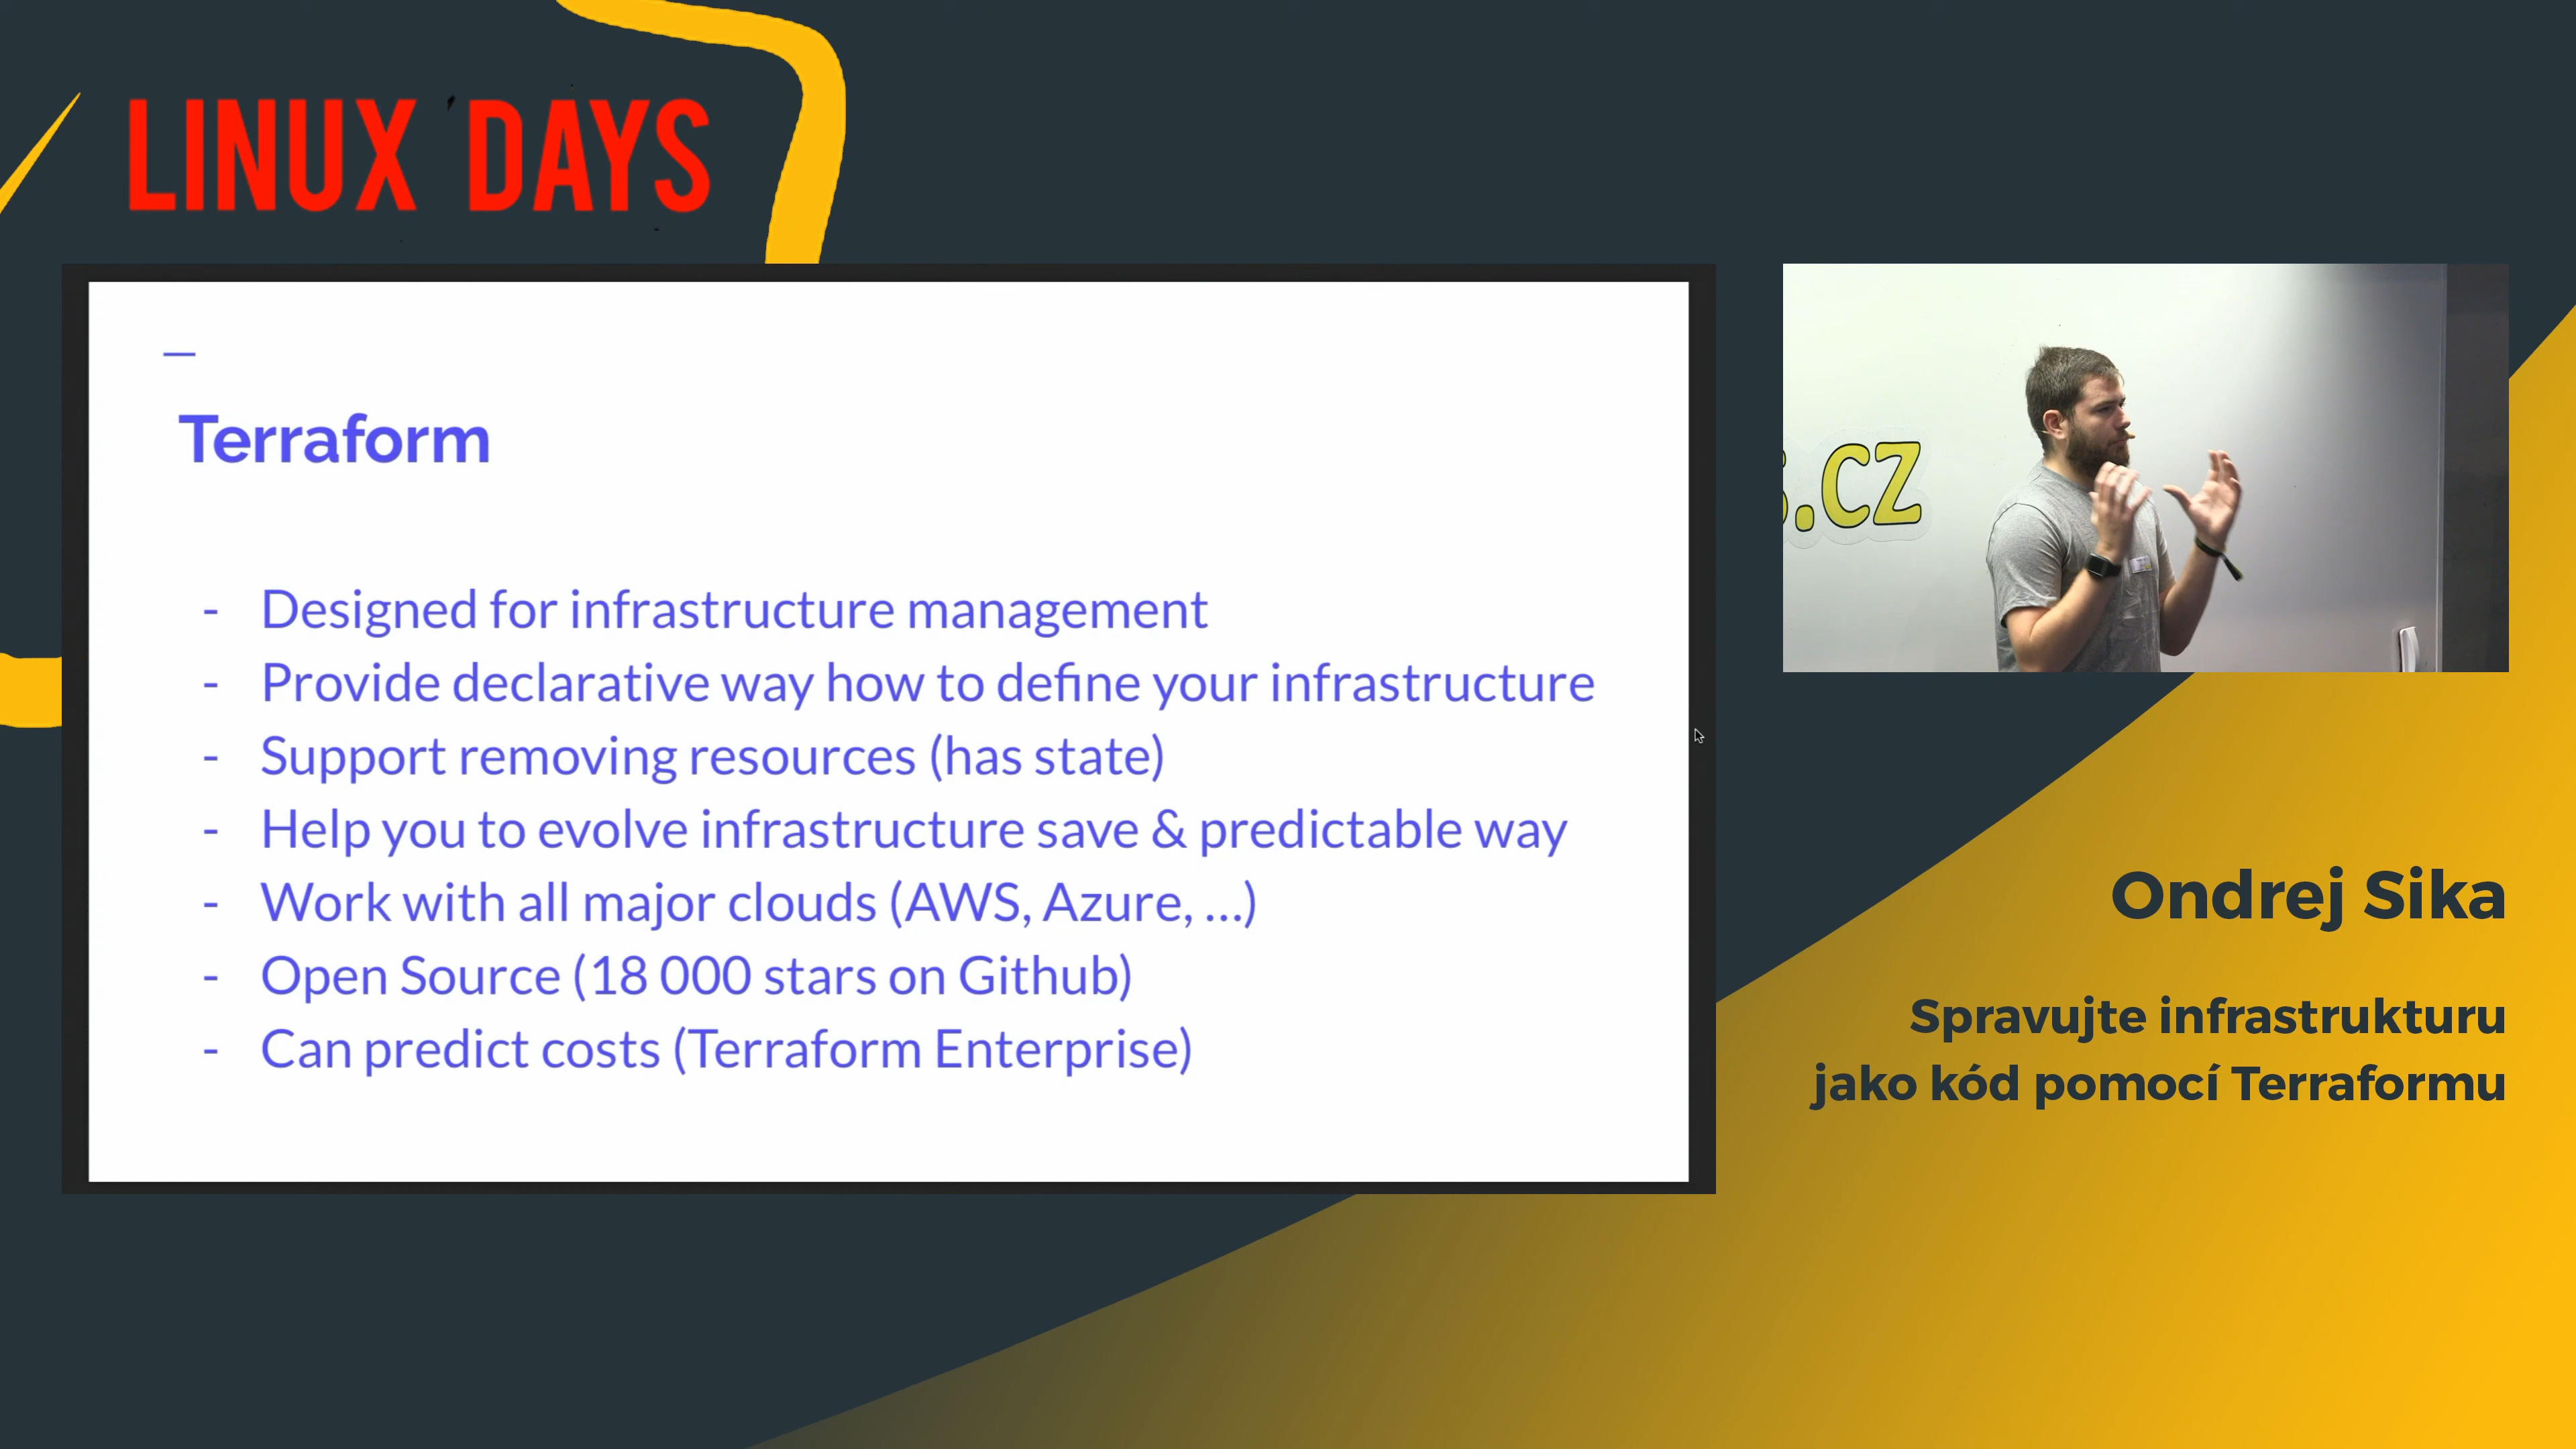 LINUX DAYS
Terraform
- Designed for infrastructure management
- Provide declarative way how to define your infrastructure
- Support removing resources (has state)
- Help you to evolve infrastructure save & predictable way
- Work with all major clouds (AWS, Azure, ...)
- Open Source (18 000 stars on Github)
- Can predict costs (Terraform Enterprise)
.CZ
Ondrej Sika
Spravujte infrastrukturu
jako kód pomocí Terraformu